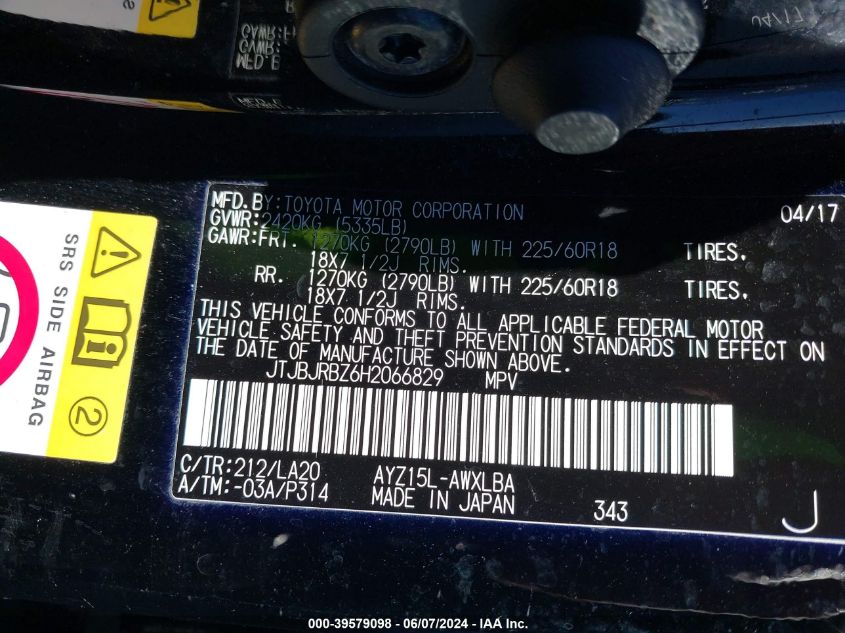 04/17
MFD.BY:TOYOTA MOTOR CORPORATION 04/17
GVWR:2420KG (5335LB)
GAWR:FRT. 1270KG (2790LB) WITH 225/60R18 TIRES.
18X7 1/2J RIMS.
RR. 1270KG (2790LB) WITH 225/60R18 TIRES.
18X7 1/2J RIMS.
THIS VEHICLE CONFORMS TO ALL APPLICABLE FEDERAL MOTOR
VEHICLE SAFETY AND THEFT PREVENTION STANDARDS IN EFFECT ON
THE DATE OF MANUFACTURE SHOWN ABOVE.
JTJBJRBZ6H2066829 MPV
C/TR:212/LA20 AYZ15L-AWXLBA
A/TM:-03A/P314 MADE IN JAPAN 343 J
SRS SIDE AIRBAG
2
000-39579098 - 06/07/2024 - IAA Inc.